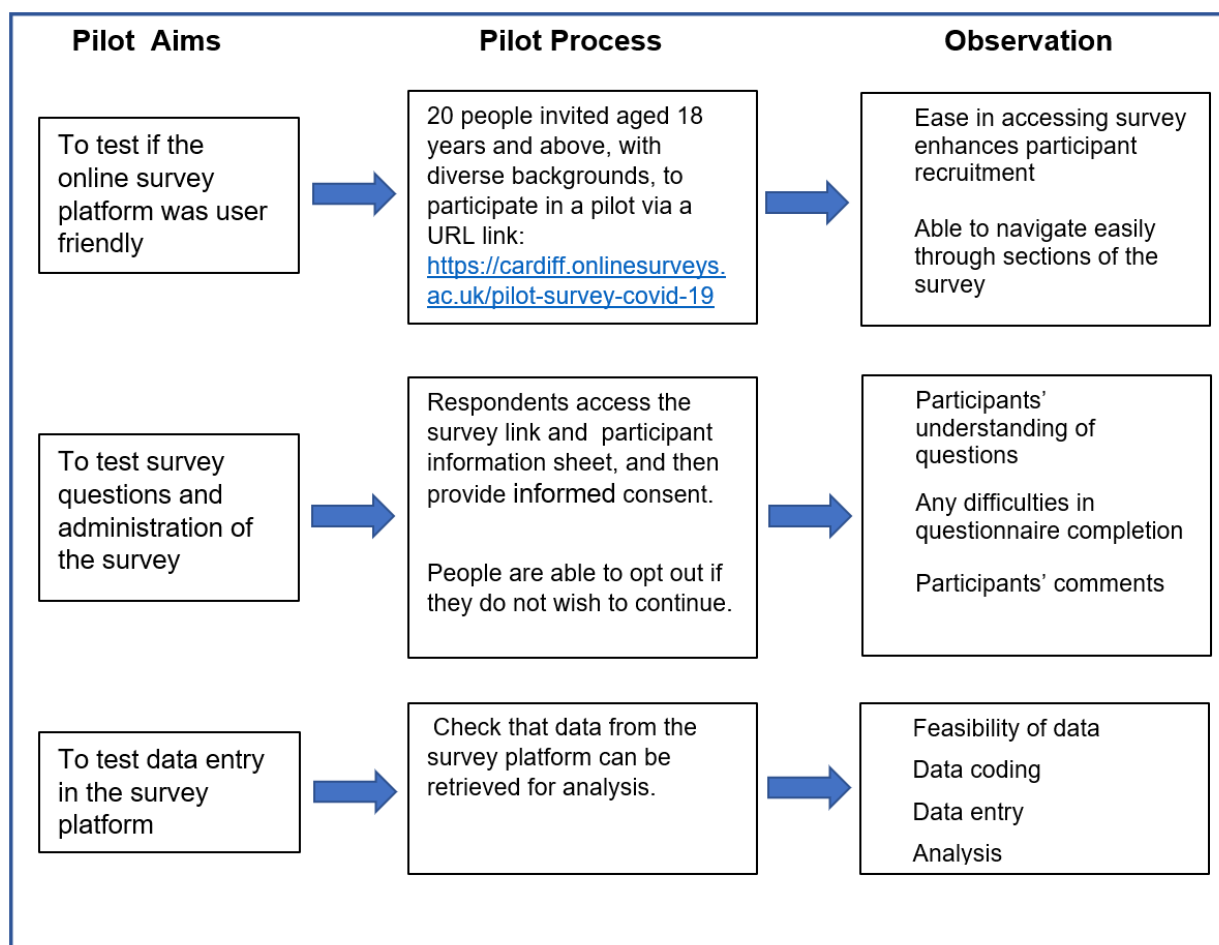 Pilot Aims
Pilot Process
Observation
To test if the
online survey
platform was user
friendly
20 people invited aged 18
years and above, with
diverse backgrounds, to
participate in a pilot via a
URL link:
https://cardiff.onlinesurveys.
ac.uk/pilot-survey-covid-19
Ease in accessing survey
enhances participant
recruitment
Able to navigate easily
through sections of the
survey
To test survey
questions and
administration of
the survey
Respondents access the
survey link and participant
information sheet, and then
provide informed consent.
People are able to opt out if
they do not wish to continue.
Participants’
understanding of
questions
Any difficulties in
questionnaire completion
Participants’ comments
To test data entry
in the survey
platform
Check that data from the
survey platform can be
retrieved for analysis.
Feasibility of data
Data coding
Data entry
Analysis